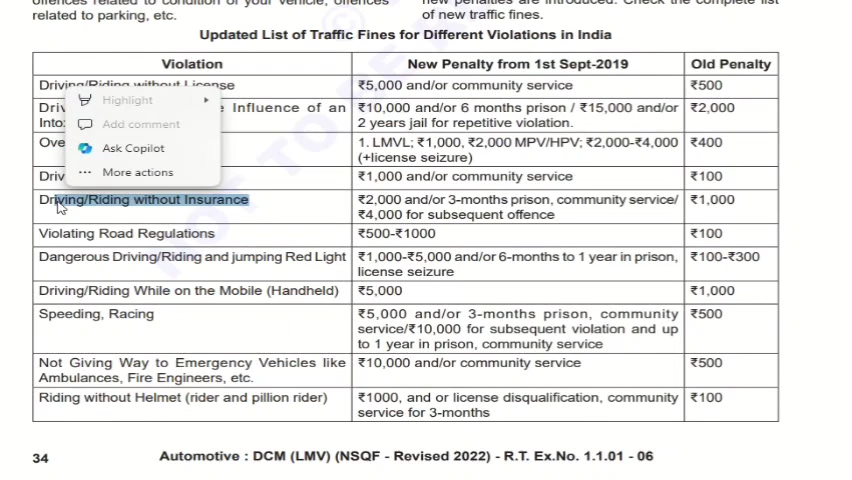 offences related to condition of your vehicle, offences
related to parking, etc.
new penalties are introduced. Check the complete list
of new traffic fines.
Updated List of Traffic Fines for Different Violations in India
Violation New Penalty from 1st Sept-2019 Old Penalty
Driving/Riding without License ₹5,000 and/or community service ₹500
Highlight
Driv Influence of an ₹10,000 and/or 6 months prison / ₹15,000 and/or ₹2,000
Into 2 years jail for repetitive violation.
Add comment
Ove 1. LMVL; ₹1,000, ₹2,000 MPV/HPV; ₹2,000-₹4,000 ₹400
(+license seizure)
Ask Copilot
Driv ₹1,000 and/or community service ₹100
More actions
Driving/Riding without Insurance ₹2,000 and/or 3-months prison, community service/ ₹1,000
₹4,000 for subsequent offence
Violating Road Regulations ₹500-₹1000 ₹100
Dangerous Driving/Riding and jumping Red Light ₹1,000-₹5,000 and/or 6-months to 1 year in prison, ₹100-₹300
license seizure
Driving/Riding While on the Mobile (Handheld) ₹5,000 ₹1,000
Speeding, Racing ₹5,000 and/or 3-months prison, community ₹500
service/₹10,000 for subsequent violation and up
to 1 year in prison, community service
Not Giving Way to Emergency Vehicles like ₹10,000 and/or community service ₹500
Ambulances, Fire Engineers, etc.
Riding without Helmet (rider and pillion rider) ₹1000, and or license disqualification, community ₹100
service for 3-months
34 Automotive : DCM (LMV) (NSQF - Revised 2022) - R.T. Ex.No. 1.1.01 - 06